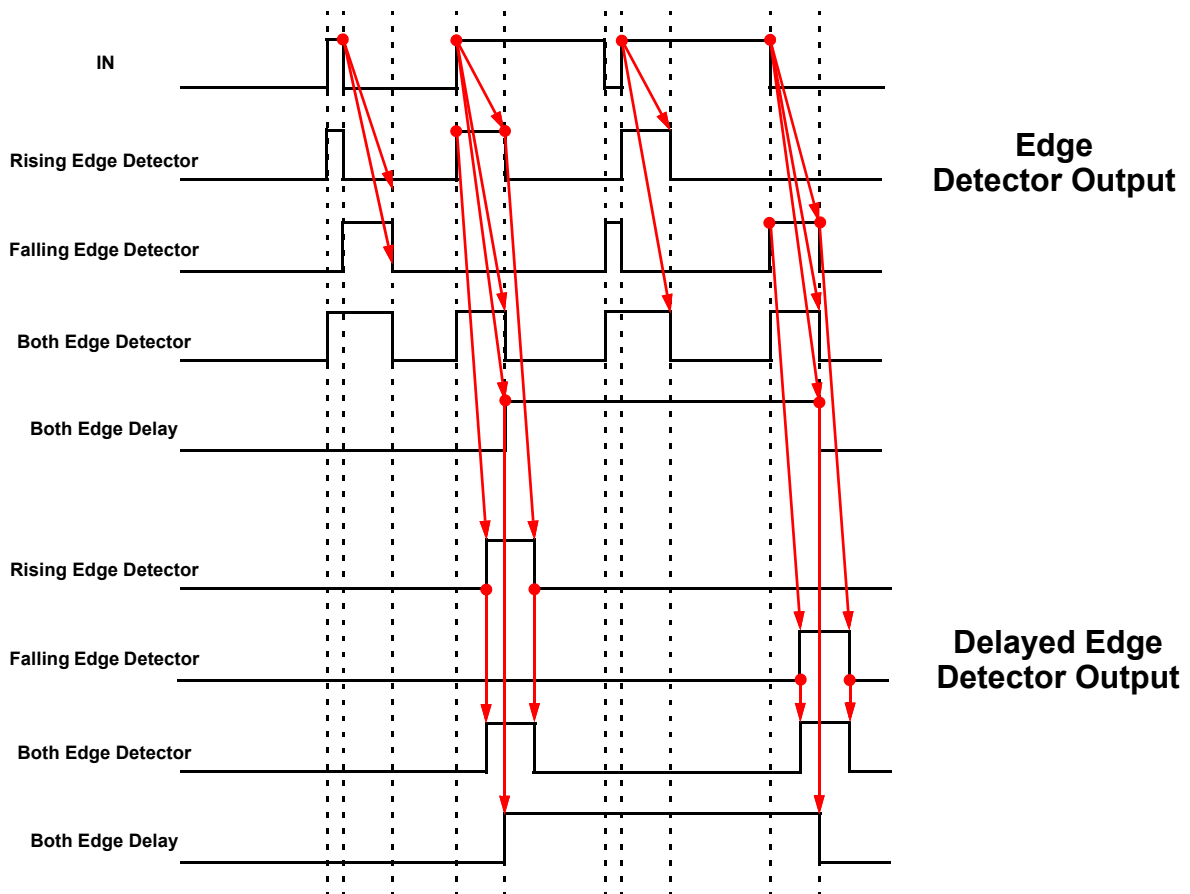 IN
Rising Edge Detector
Edge
Detector Output
Falling Edge Detector
Both Edge Detector
Both Edge Delay
Rising Edge Detector
Falling Edge Detector
Delayed Edge
Detector Output
Both Edge Detector
Both Edge Delay